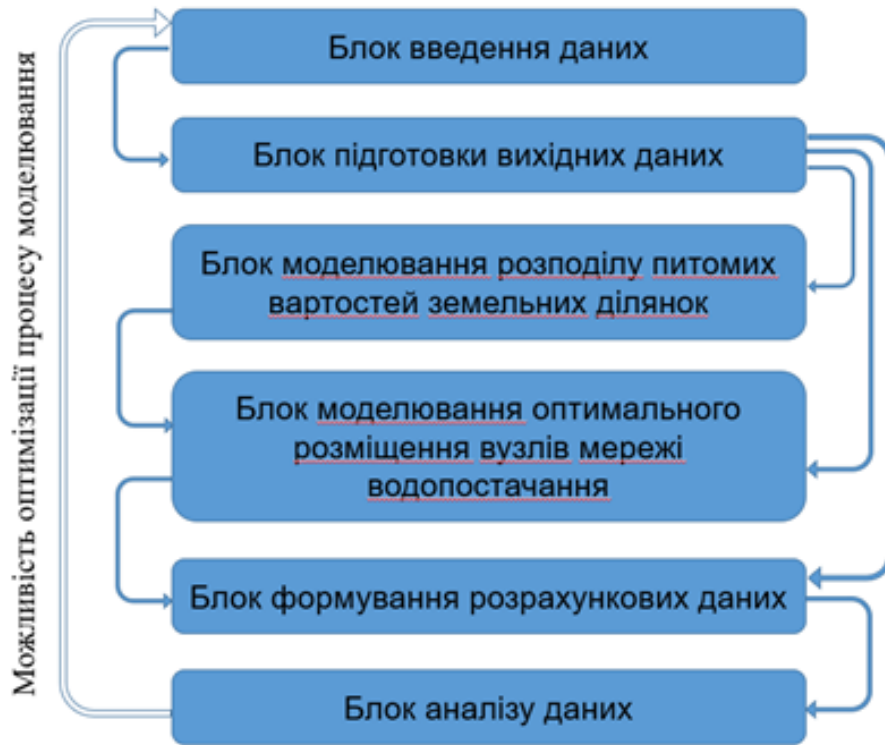 Можливість оптимізації процесу моделювання
Блок введення даних
Блок підготовки вихідних даних
Блок моделювання розподілу питомих
вартостей земельних ділянок
Блок моделювання оптимального
розміщення вузлів мережі
водопостачання
Блок формування розрахункових даних
Блок аналізу даних